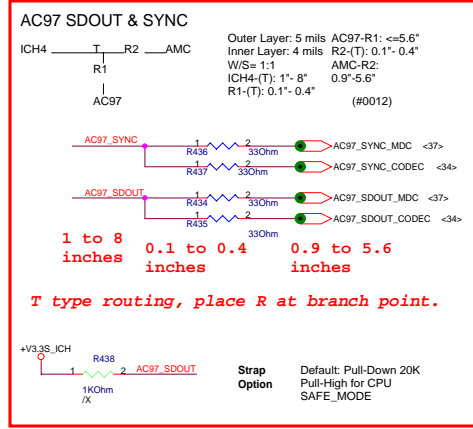 AC97 SDOUT & SYNC
ICH4 T R2 AMC
R1
AC97
Outer Layer: 5 mils AC97-R1: <=5.6"
Inner Layer: 4 mils R2-(T): 0.1"- 0.4"
W/S= 1:1 AMC-R2:
ICH4-(T): 1"- 8" 0.9"-5.6"
R1-(T): 0.1"- 0.4"
(#0012)
AC97_SYNC 1 2 AC97_SYNC_MDC <37>
R436 33Ohm
1 2 AC97_SYNC_CODEC <34>
R437 33Ohm
AC97_SDOUT 1 2 AC97_SDOUT_MDC <37>
R434 33Ohm
1 2 AC97_SDOUT_CODEC <34>
R435 33Ohm
1 to 8 0.1 to 0.4 0.9 to 5.6
inches inches inches
T type routing, place R at branch point.
+V3.3S_ICH
R438
1 2 AC97_SDOUT
1KOhm
/X
Strap Default: Pull-Down 20K
Option Pull-High for CPU
SAFE_MODE